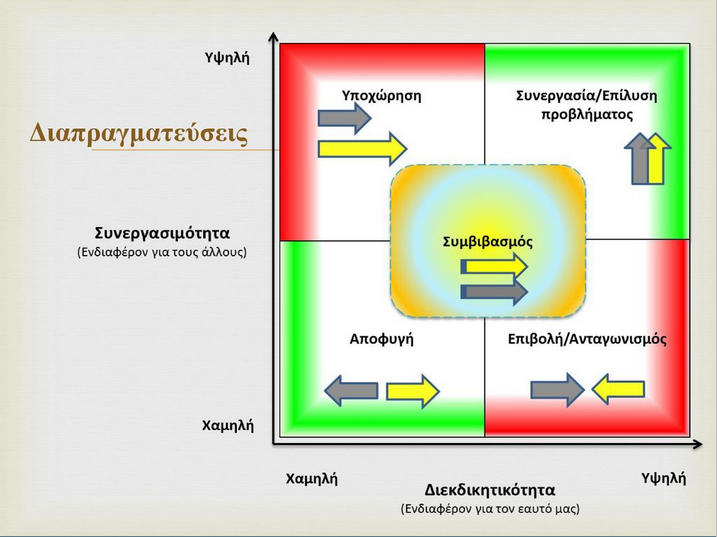 Υψηλή
Υποχώρηση
Συνεργασία/Επίλυση
προβλήματος
Διαπραγματεύσεις
Συνεργασιμότητα
(Ενδιαφέρον για τους άλλους)
Συμβιβασμός
Αποφυγή
Επιβολή/Ανταγωνισμός
Χαμηλή
Χαμηλή
Υψηλή
Διεκδικητικότητα
(Ενδιαφέρον για τον εαυτό μας)